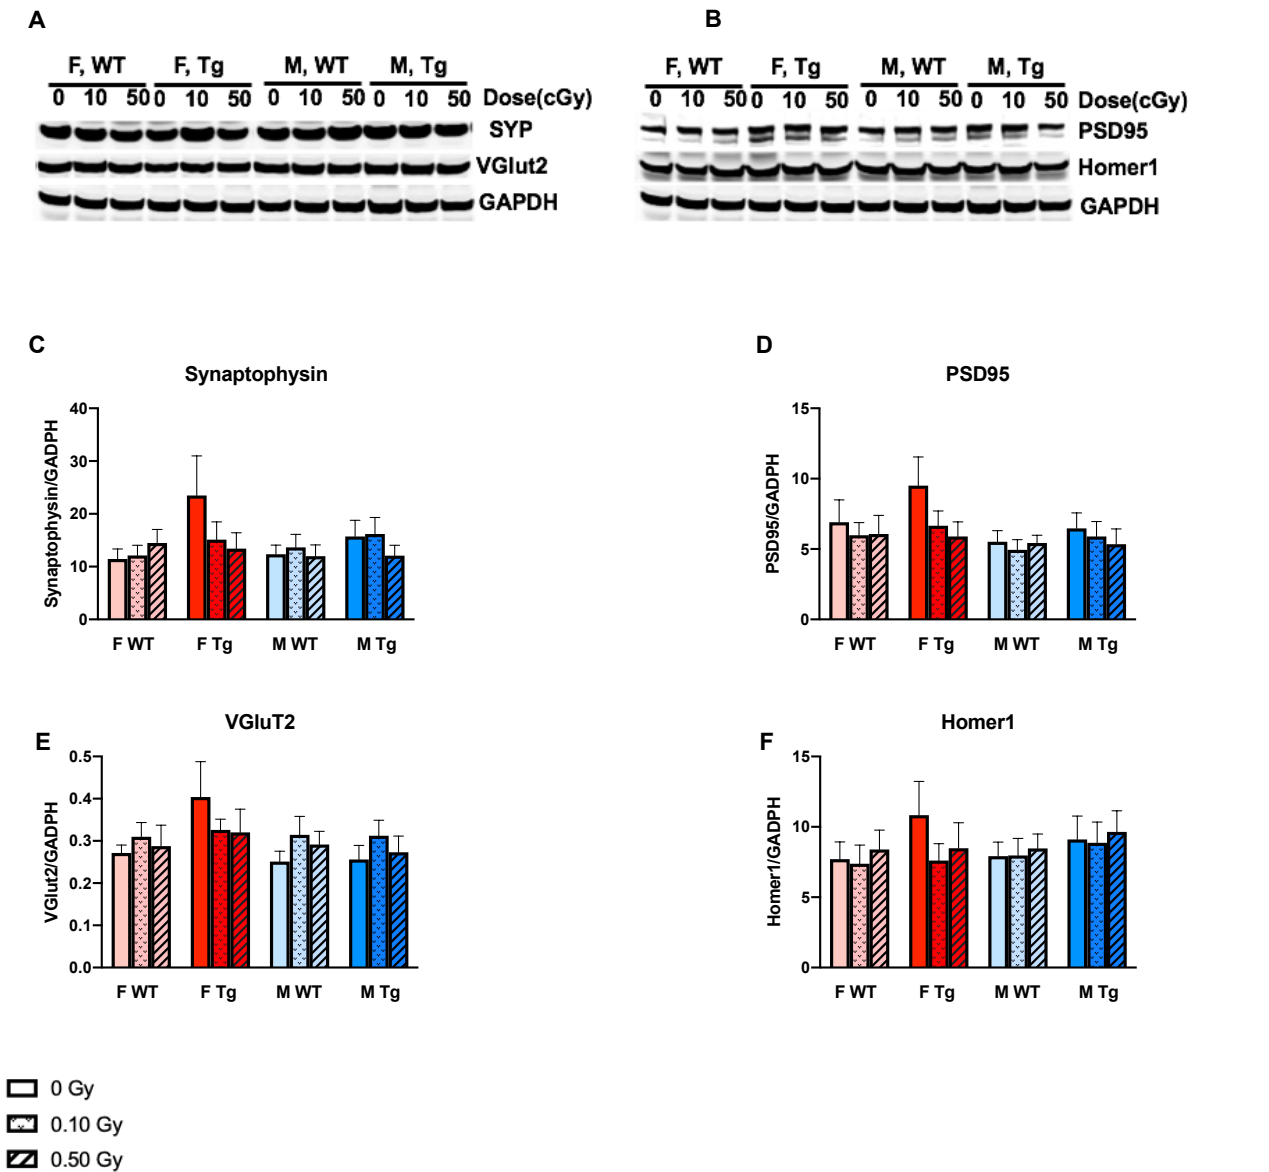 A
F, WT F, Tg M, WT M, Tg
0 10 50 0 10 50 0 10 50 0 10 50 Dose(cGy)
SYP
VGlut2
GAPDH
B
F, WT F, Tg M, WT M, Tg
0 10 50 0 10 50 0 10 50 0 10 50 Dose(cGy)
PSD95
Homer1
GAPDH
C
Synaptophysin
Synaptophysin/GADPH
40
30
20
10
0
F WT F Tg M WT M Tg
D
PSD95
PSD95/GADPH
15
10
5
0
F WT F Tg M WT M Tg
E
VGluT2
VGlut2/GADPH
0.5
0.4
0.3
0.2
0.1
0.0
F WT F Tg M WT M Tg
F
Homer1
Homer1/GADPH
15
10
5
0
F WT F Tg M WT M Tg
0 Gy
0.10 Gy
0.50 Gy